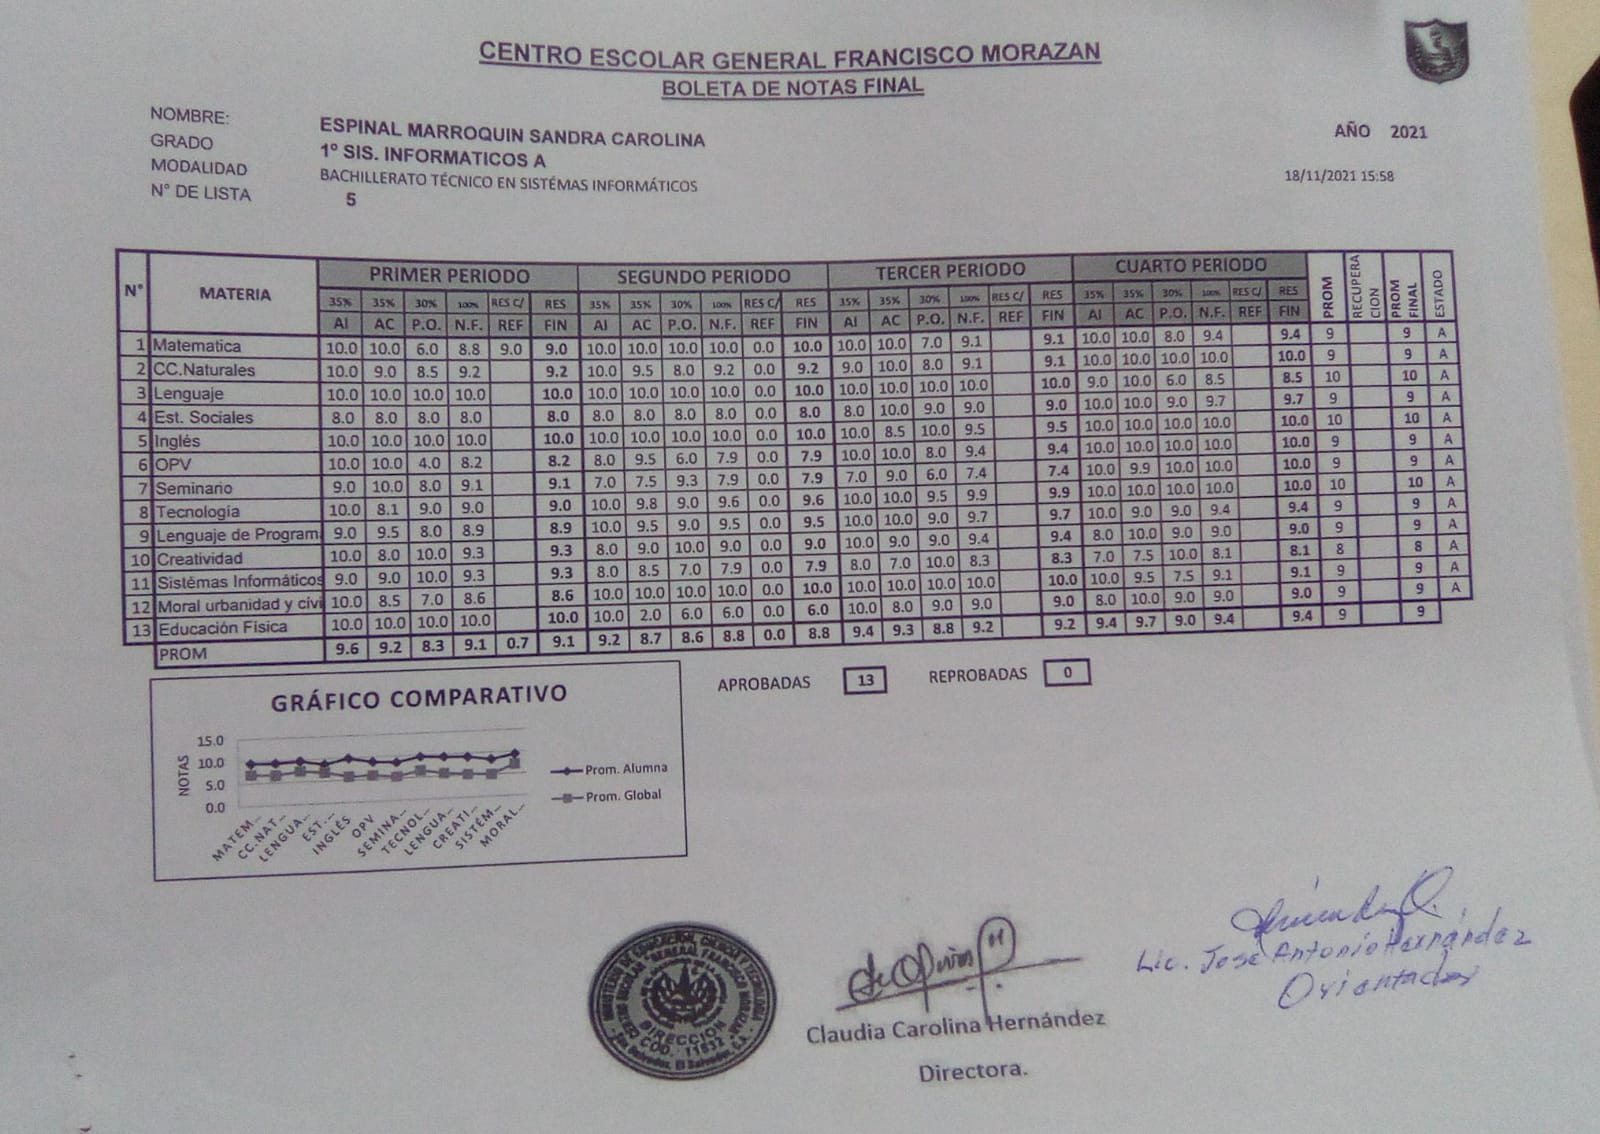 CENTRO ESCOLAR GENERAL FRANCISCO MORAZAN
BOLETA DE NOTAS FINAL
NOMBRE: ESPINAL MARROQUIN SANDRA CAROLINA
AÑO 2021
GRADO 1º SIS. INFORMATICOS A
MODALIDAD BACHILLERATO TÉCNICO EN SISTÉMAS INFORMÁTICOS
18/11/2021 15:58
N° DE LISTA 5
N° MATERIA PRIMER PERIODO SEGUNDO PERIODO TERCER PERIODO CUARTO PERIODO PROM RECUPERA CION PROM FINAL ESTADO
35% 35% 30% 100% RES C/ RES 35% 35% 30% 100% RES C/ RES 35% 35% 30% 100% RES C/ RES 35% 35% 30% 100% RES C/ RES
AI AC P.O. N.F. REF FIN AI AC P.O. N.F. REF FIN AI AC P.O. N.F. REF FIN AI AC P.O. N.F. REF FIN
1 Matematica 10.0 10.0 6.0 8.8 9.0 9.0 10.0 10.0 10.0 10.0 0.0 10.0 10.0 10.0 7.0 9.1 9.1 10.0 10.0 8.0 9.4 9.4 9 9 A
2 CC.Naturales 10.0 9.0 8.5 9.2 9.2 10.0 9.5 8.0 9.2 0.0 9.2 9.0 10.0 8.0 9.1 9.1 10.0 10.0 10.0 10.0 10.0 9 9 A
3 Lenguaje 10.0 10.0 10.0 10.0 10.0 10.0 10.0 10.0 10.0 0.0 10.0 10.0 10.0 10.0 10.0 10.0 9.0 10.0 6.0 8.5 8.5 10 10 A
4 Est. Sociales 8.0 8.0 8.0 8.0 8.0 8.0 8.0 8.0 8.0 0.0 8.0 8.0 10.0 9.0 9.0 9.0 10.0 10.0 9.0 9.7 9.7 9 9 A
5 Inglés 10.0 10.0 10.0 10.0 10.0 10.0 10.0 10.0 10.0 0.0 10.0 10.0 8.5 10.0 9.5 9.5 10.0 10.0 10.0 10.0 10.0 10 10 A
6 OPV 10.0 10.0 4.0 8.2 8.2 8.0 9.5 6.0 7.9 0.0 7.9 10.0 10.0 8.0 9.4 9.4 10.0 10.0 10.0 10.0 10.0 9 9 A
7 Seminario 9.0 10.0 8.0 9.1 9.1 7.0 7.5 9.3 7.9 0.0 7.9 7.0 9.0 6.0 7.4 7.4 10.0 9.9 10.0 10.0 10.0 9 9 A
8 Tecnología 10.0 8.1 9.0 9.0 9.0 10.0 9.8 9.0 9.6 0.0 9.6 10.0 10.0 9.5 9.9 9.9 10.0 10.0 10.0 10.0 10.0 10 10 A
9 Lenguaje de Program 9.0 9.5 8.0 8.9 8.9 10.0 9.5 9.0 9.5 0.0 9.5 10.0 10.0 9.0 9.7 9.7 10.0 9.0 9.0 9.4 9.4 9 9 A
10 Creatividad 10.0 8.0 10.0 9.3 9.3 8.0 9.0 10.0 9.0 0.0 9.0 10.0 9.0 9.0 9.4 9.4 8.0 10.0 9.0 9.0 9.0 9 9 A
11 Sistémas Informáticos 9.0 9.0 10.0 9.3 9.3 8.0 8.5 7.0 7.9 0.0 7.9 8.0 7.0 10.0 8.3 8.3 7.0 7.5 10.0 8.1 8.1 8 8 A
12 Moral urbanidad y civi 10.0 8.5 7.0 8.6 8.6 10.0 10.0 10.0 10.0 0.0 10.0 10.0 10.0 10.0 10.0 10.0 10.0 9.5 7.5 9.1 9.1 9 9 A
13 Educación Física 10.0 10.0 10.0 10.0 10.0 10.0 2.0 6.0 6.0 0.0 6.0 10.0 8.0 9.0 9.0 9.0 8.0 10.0 9.0 9.0 9.0 9 9 A
PROM 9.6 9.2 8.3 9.1 0.7 9.1 9.2 8.7 8.6 8.8 0.0 8.8 9.4 9.3 8.8 9.2 9.2 9.4 9.7 9.0 9.4 9.4 9 9
APROBADAS 13 REPROBADAS 0
GRÁFICO COMPARATIVO
NOTAS
15.0
10.0
5.0
0.0
Prom. Alumna
Prom. Global
MATEM... CC.NAT... LENGUA... EST.... INGLÉS OPV SEMINA... TECNOL... LENGUA... CREATI... SISTÉM... MORAL...
MINISTERIO DE EDUCACION, CIENCIA Y TECNOLOGIA
CENTRO ESCOLAR "GENERAL FRANCISCO MORAZAN"
DIRECCION
COD. 11632
San Salvador, El Salvador, C.A.
Claudia Carolina Hernández
Directora.
Lic. José Antonio Hernández
Orientador